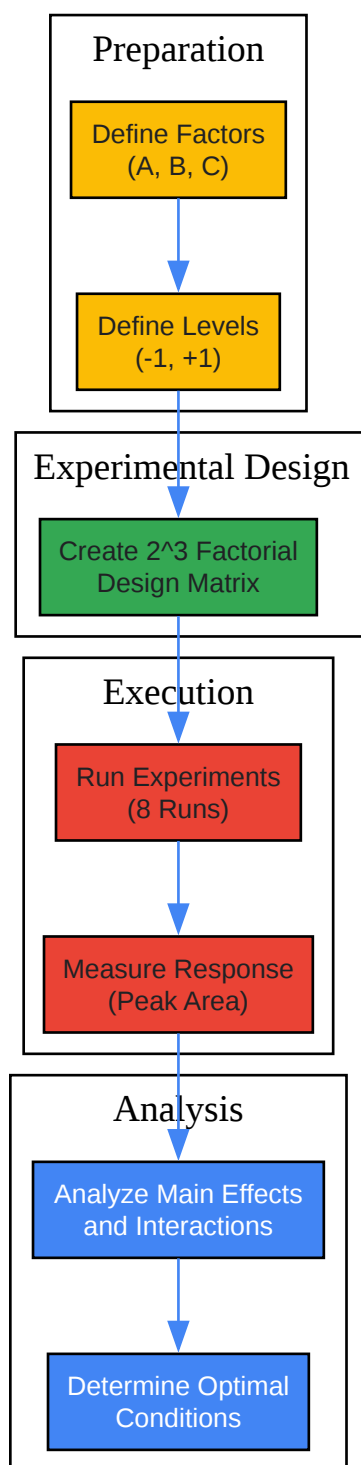 Preparation
Define Factors
(A, B, C)
Define Levels
(-1, +1)
Experimental Design
Create 2^3 Factorial
Design Matrix
Execution
Run Experiments
(8 Runs)
Measure Response
(Peak Area)
Analysis
Analyze Main Effects
and Interactions
Determine Optimal
Conditions